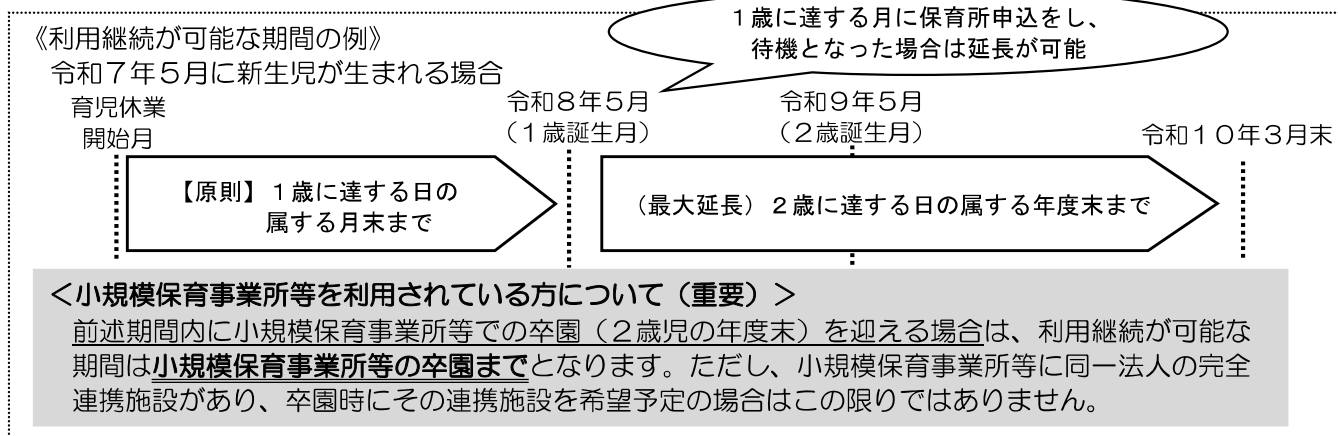 《利用継続が可能な期間の例》
令和７年５月に新生児が生まれる場合
１歳に達する月に保育所申込をし、
待機となった場合は延長が可能
育児休業
開始月
令和８年５月
（１歳誕生月）
令和９年５月
（２歳誕生月）
令和１０年３月末
【原則】１歳に達する日の
属する月末まで
（最大延長）２歳に達する日の属する年度末まで
＜小規模保育事業所等を利用されている方について（重要）＞
前述期間内に小規模保育事業所等での卒園（２歳児の年度末）を迎える場合は、利用継続が可能な
期間は小規模保育事業所等の卒園までとなります。ただし、小規模保育事業所等に同一法人の完全
連携施設があり、卒園時にその連携施設を希望予定の場合はこの限りではありません。